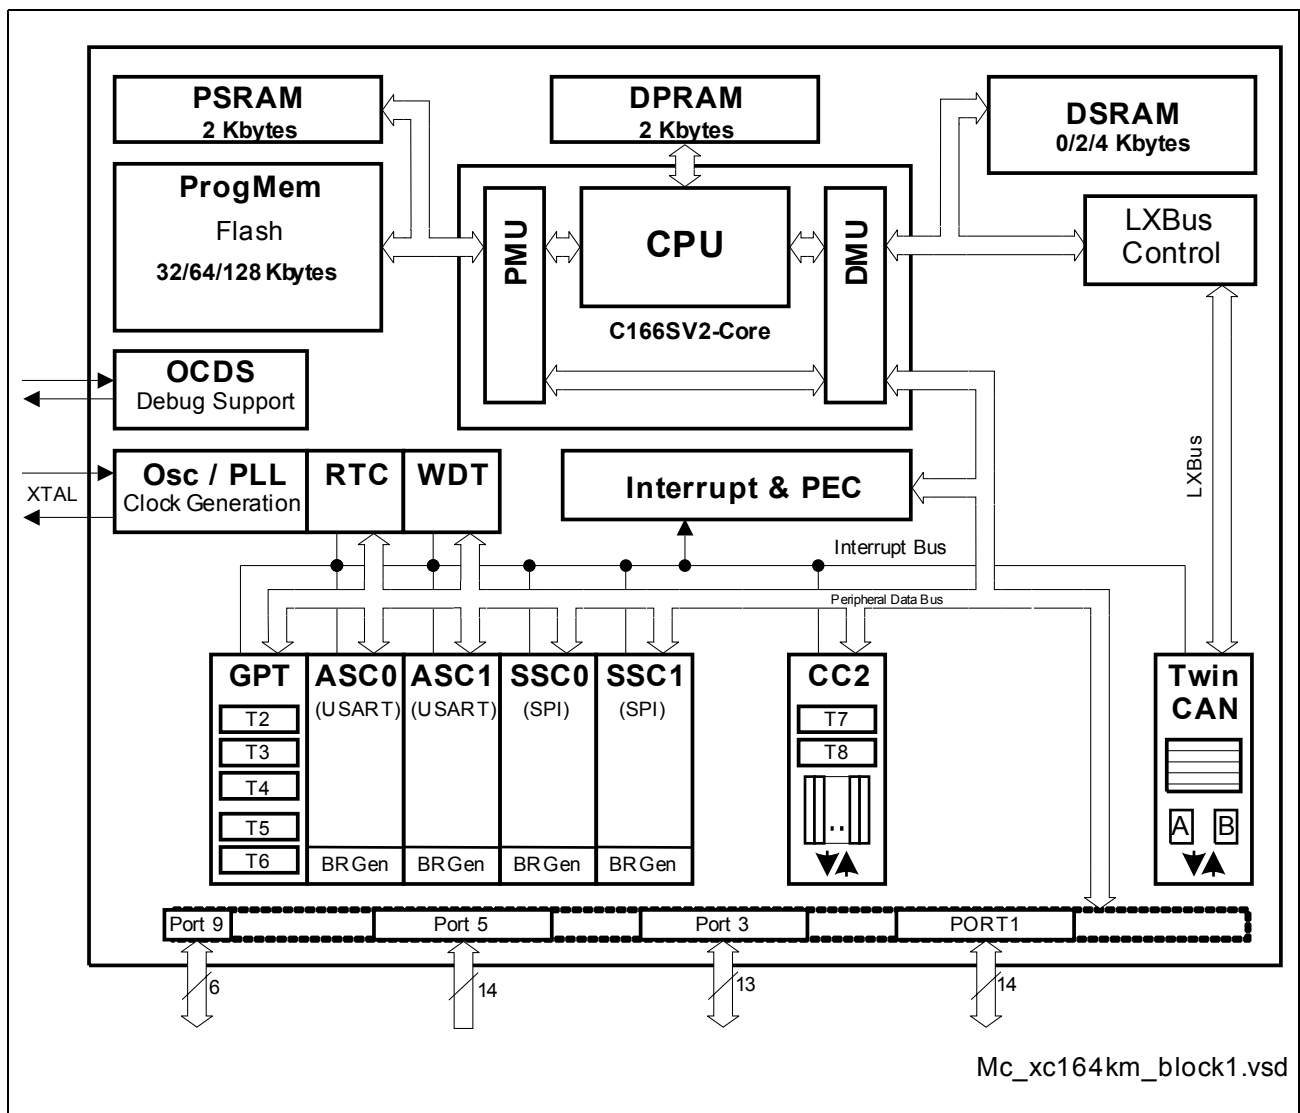 PSRAM
2 Kbytes
DPRAM
2 Kbytes
DSRAM
0/2/4 Kbytes
ProgMem
Flash
32/64/128 Kbytes
PMU
CPU
DMU
C166SV2-Core
LXBus
Control
OCDS
Debug Support
Osc / PLL
Clock Generation
RTC
WDT
Interrupt & PEC
XTAL
LXBus
Interrupt Bus
Peripheral Data Bus
GPT
T2
T3
T4
T5
T6
ASC0
(USART)
BRGen
ASC1
(USART)
BRGen
SSC0
(SPI)
BRGen
SSC1
(SPI)
BRGen
CC2
T7
T8
..
Twin
CAN
A
B
Port 9
Port 5
Port 3
PORT1
6
14
13
14
Mc_xc164km_block1.vsd